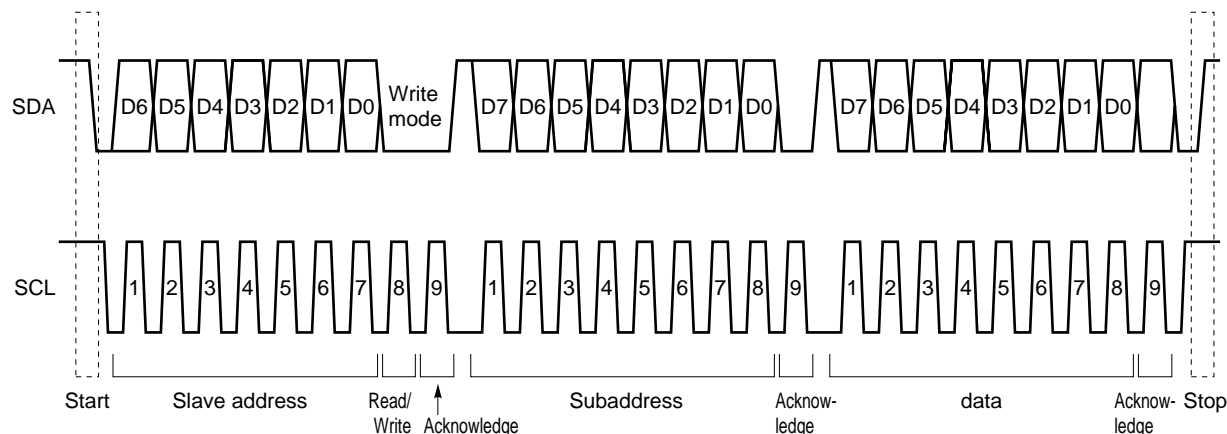 SDA
D6 D5 D4 D3 D2 D1 D0 Write mode D7 D6 D5 D4 D3 D2 D1 D0 D7 D6 D5 D4 D3 D2 D1 D0
SCL
1 2 3 4 5 6 7 8 9 1 2 3 4 5 6 7 8 9 1 2 3 4 5 6 7 8 9
Start
Slave address
Read/
Write
Acknowledge
Subaddress
Acknow-
ledge
data
Acknow-
ledge
Stop